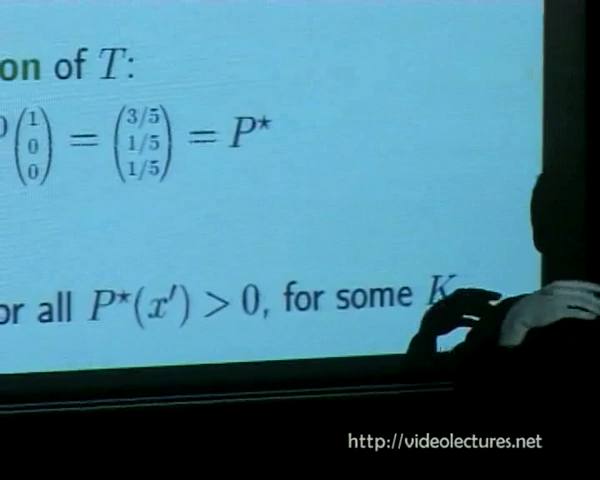 on of T:
(1 0 0) = (3/5 1/5 1/5) = P★
or all P★(x′) > 0, for some K
http://videolectures.net